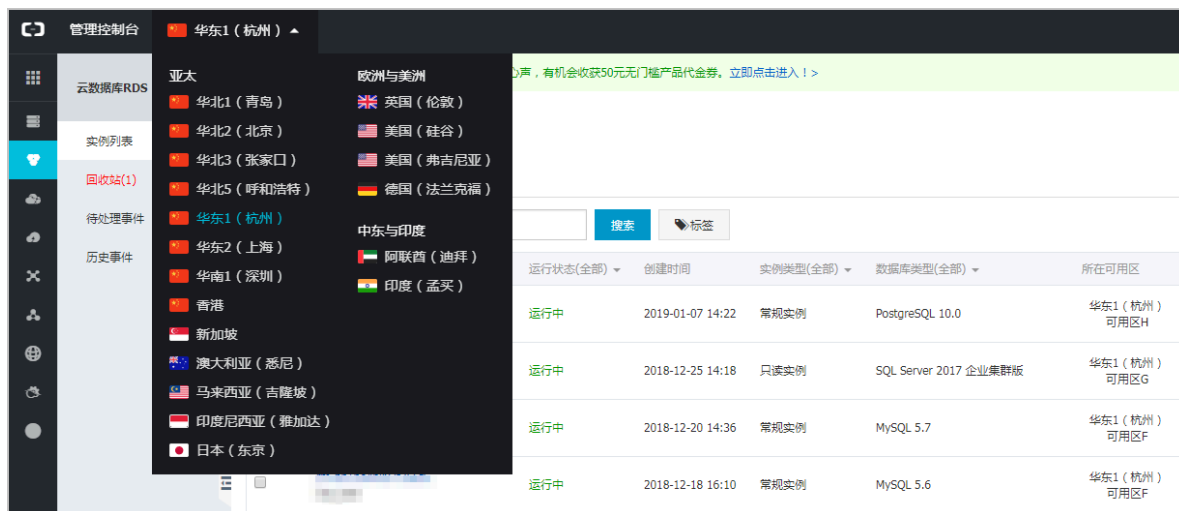 管理控制台
华东1 ( 杭州 )
云数据库RDS
实例列表
回收站(1)
待处理事件
历史事件
亚太
华北1 ( 青岛 )
华北2 ( 北京 )
华北3 ( 张家口 )
华北5 ( 呼和浩特 )
华东1 ( 杭州 )
华东2 ( 上海 )
华南1 ( 深圳 )
香港
新加坡
澳大利亚 ( 悉尼 )
马来西亚 ( 吉隆坡 )
印度尼西亚 ( 雅加达 )
日本 ( 东京 )
欧洲与美洲
英国 ( 伦敦 )
美国 ( 硅谷 )
美国 ( 弗吉尼亚 )
德国 ( 法兰克福 )
中东与印度
阿联酋 ( 迪拜 )
印度 ( 孟买 )
声，有机会收获50元无门槛产品代金券。立即点击进入！>
搜索
标签
运行状态(全部) 创建时间 实例类型(全部) 数据库类型(全部) 所在可用区
运行中 2019-01-07 14:22 常规实例 PostgreSQL 10.0 华东1 ( 杭州 )
可用区H
运行中 2018-12-25 14:18 只读实例 SQL Server 2017 企业集群版 华东1 ( 杭州 )
可用区G
运行中 2018-12-20 14:36 常规实例 MySQL 5.7 华东1 ( 杭州 )
可用区F
运行中 2018-12-18 16:10 常规实例 MySQL 5.6 华东1 ( 杭州 )
可用区F